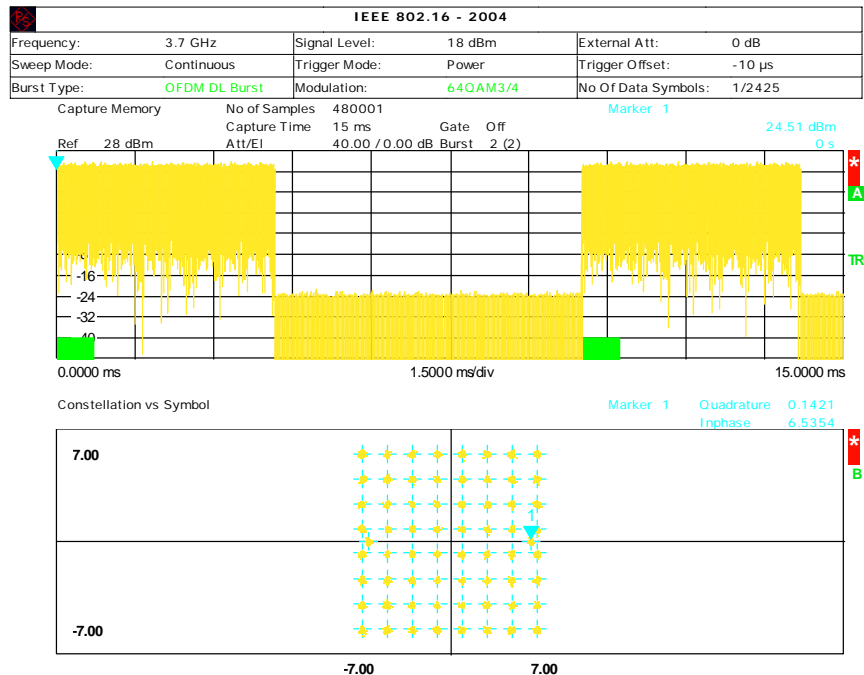 IEEE 802.16 - 2004
Frequency: 3.7 GHz Signal Level: 18 dBm External Att: 0 dB
Sweep Mode: Continuous Trigger Mode: Power Trigger Offset: -10 µs
Burst Type: OFDM DL Burst Modulation: 64QAM3/4 No Of Data Symbols: 1/2425
Capture Memory No of Samples 480001 Marker 1
Capture Time 15 ms Gate Off 24.51 dBm
Ref 28 dBm Att/El 40.00 / 0.00 dB Burst 2 (2) 0 s
*
A
TR
-16
-24
-32
0.0000 ms 1.5000 ms/div 15.0000 ms
Constellation vs Symbol Marker 1 Quadrature 0.1421
Inphase 6.5354
*
7.00
B
1
-7.00
-7.00 7.00